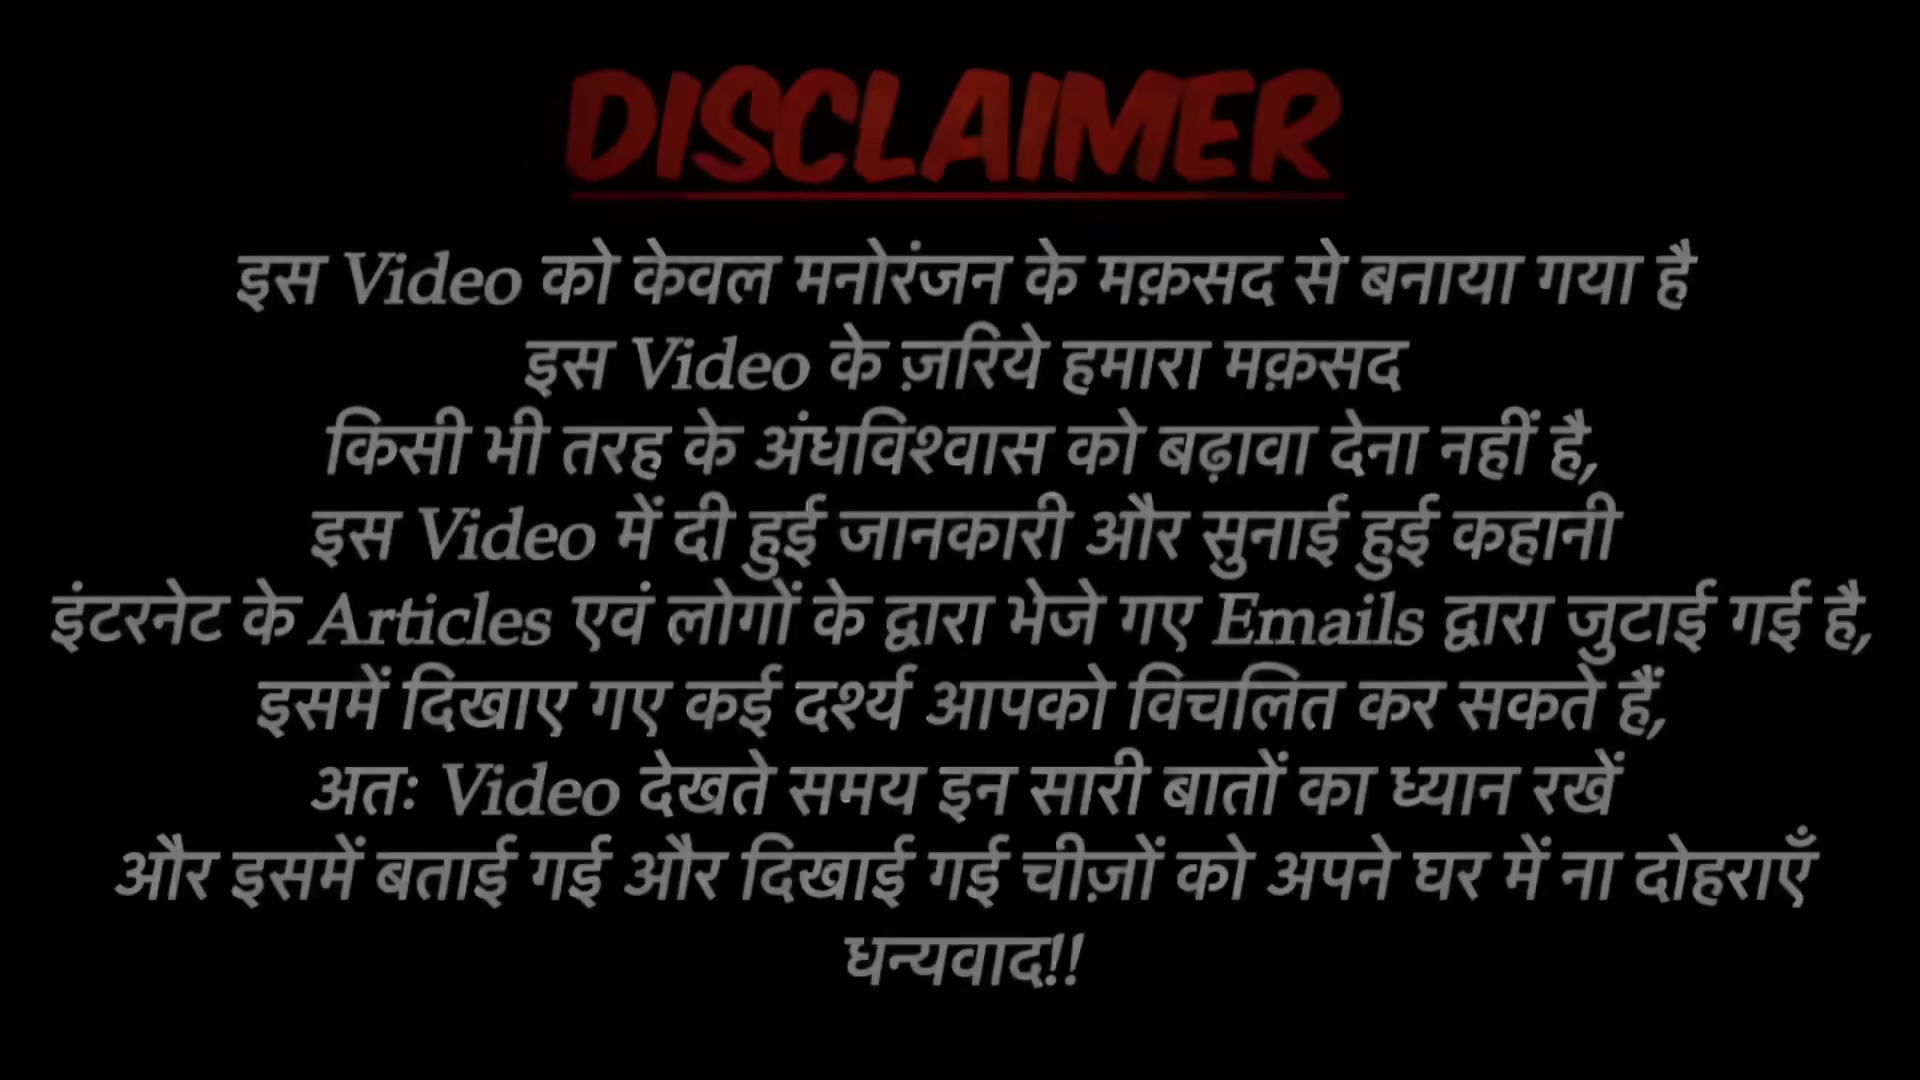 DISCLAIMER
इस Video को केवल मनोरंजन के मक़सद से बनाया गया है
इस Video के ज़रिये हमारा मक़सद
किसी भी तरह के अंधविश्वास को बढ़ावा देना नहीं है,
इस Video में दी हुई जानकारी और सुनाई हुई कहानी
इंटरनेट के Articles एवं लोगों के द्वारा भेजे गए Emails द्वारा जुटाई गई है,
इसमें दिखाए गए कई दर्श्य आपको विचलित कर सकते हैं,
अतः Video देखते समय इन सारी बातों का ध्यान रखें
और इसमें बताई गई और दिखाई गई चीज़ों को अपने घर में ना दोहराएँ
धन्यवाद!!